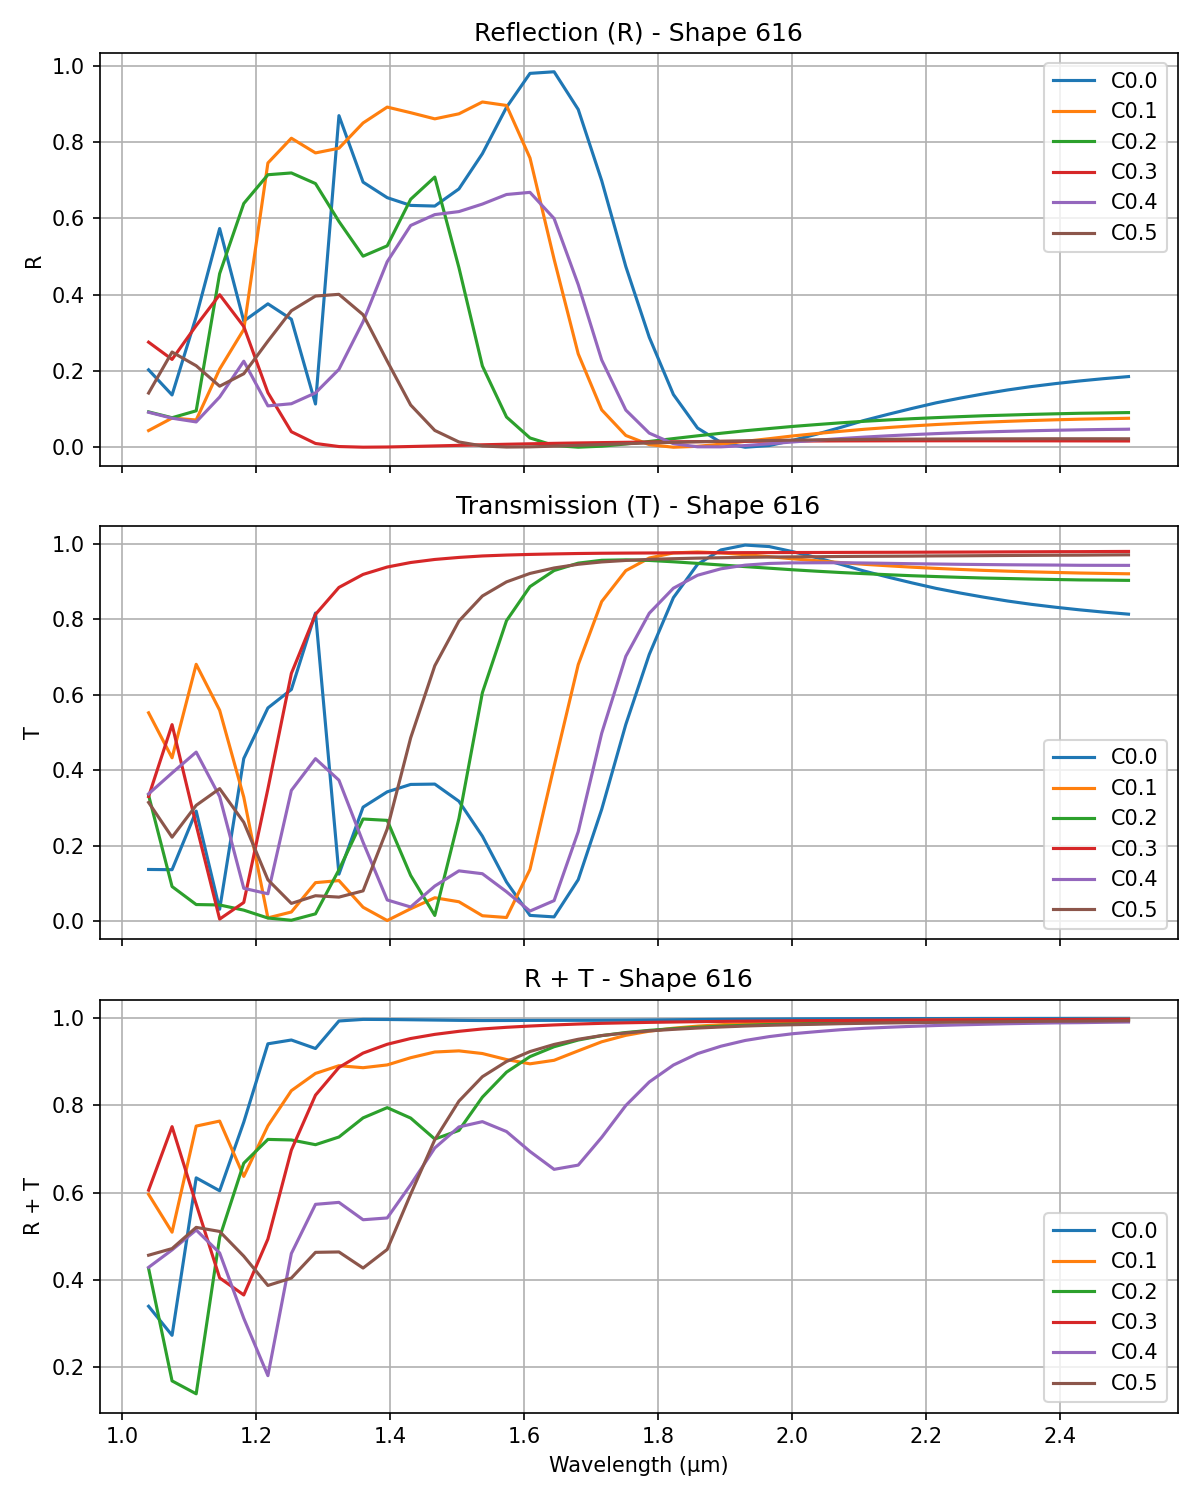 Reflection (R) - Shape 616
1.0
0.8
0.6
0.4
0.2
0.0
R
C0.0
C0.1
C0.2
C0.3
C0.4
C0.5
Transmission (T) - Shape 616
1.0
0.8
0.6
0.4
0.2
0.0
T
C0.0
C0.1
C0.2
C0.3
C0.4
C0.5
R + T - Shape 616
1.0
0.8
0.6
0.4
0.2
R + T
C0.0
C0.1
C0.2
C0.3
C0.4
C0.5
1.0 1.2 1.4 1.6 1.8 2.0 2.2 2.4
Wavelength (μm)